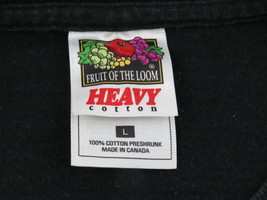 FRUIT OF THE LOOM®
HEAVY
cotton
L
100% COTTON PRESHRUNK
MADE IN CANADA